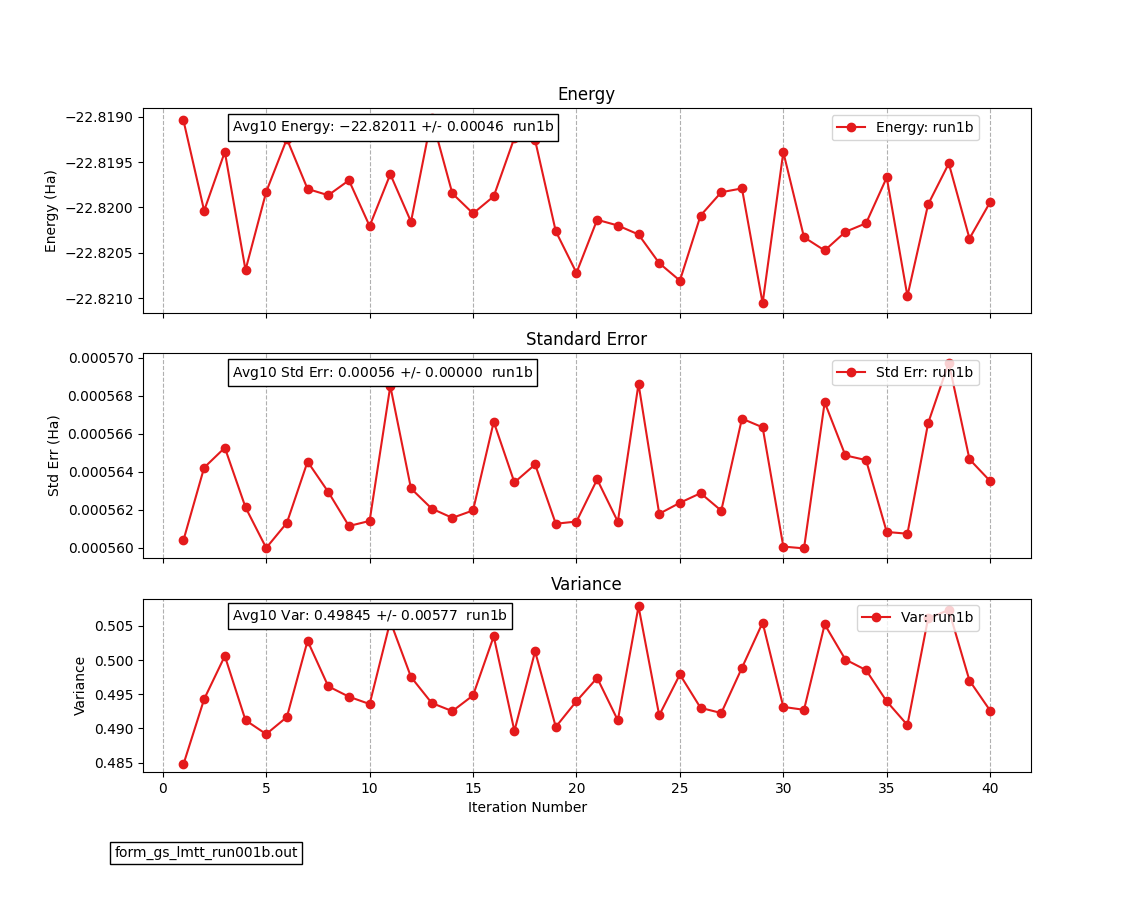 Energy
−22.8190
Avg10 Energy: −22.82011 +/- 0.00046  run1b
Energy: run1b
−22.8195
−22.8200
−22.8205
−22.8210
Energy (Ha)
Standard Error
0.000570
Avg10 Std Err: 0.00056 +/- 0.00000  run1b
Std Err: run1b
0.000568
0.000566
0.000564
0.000562
0.000560
Std Err (Ha)
Variance
Avg10 Var: 0.49845 +/- 0.00577  run1b
Var: run1b
0.505
0.500
0.495
0.490
0.485
Variance
0 5 10 15 20 25 30 35 40
Iteration Number
form_gs_lmtt_run001b.out